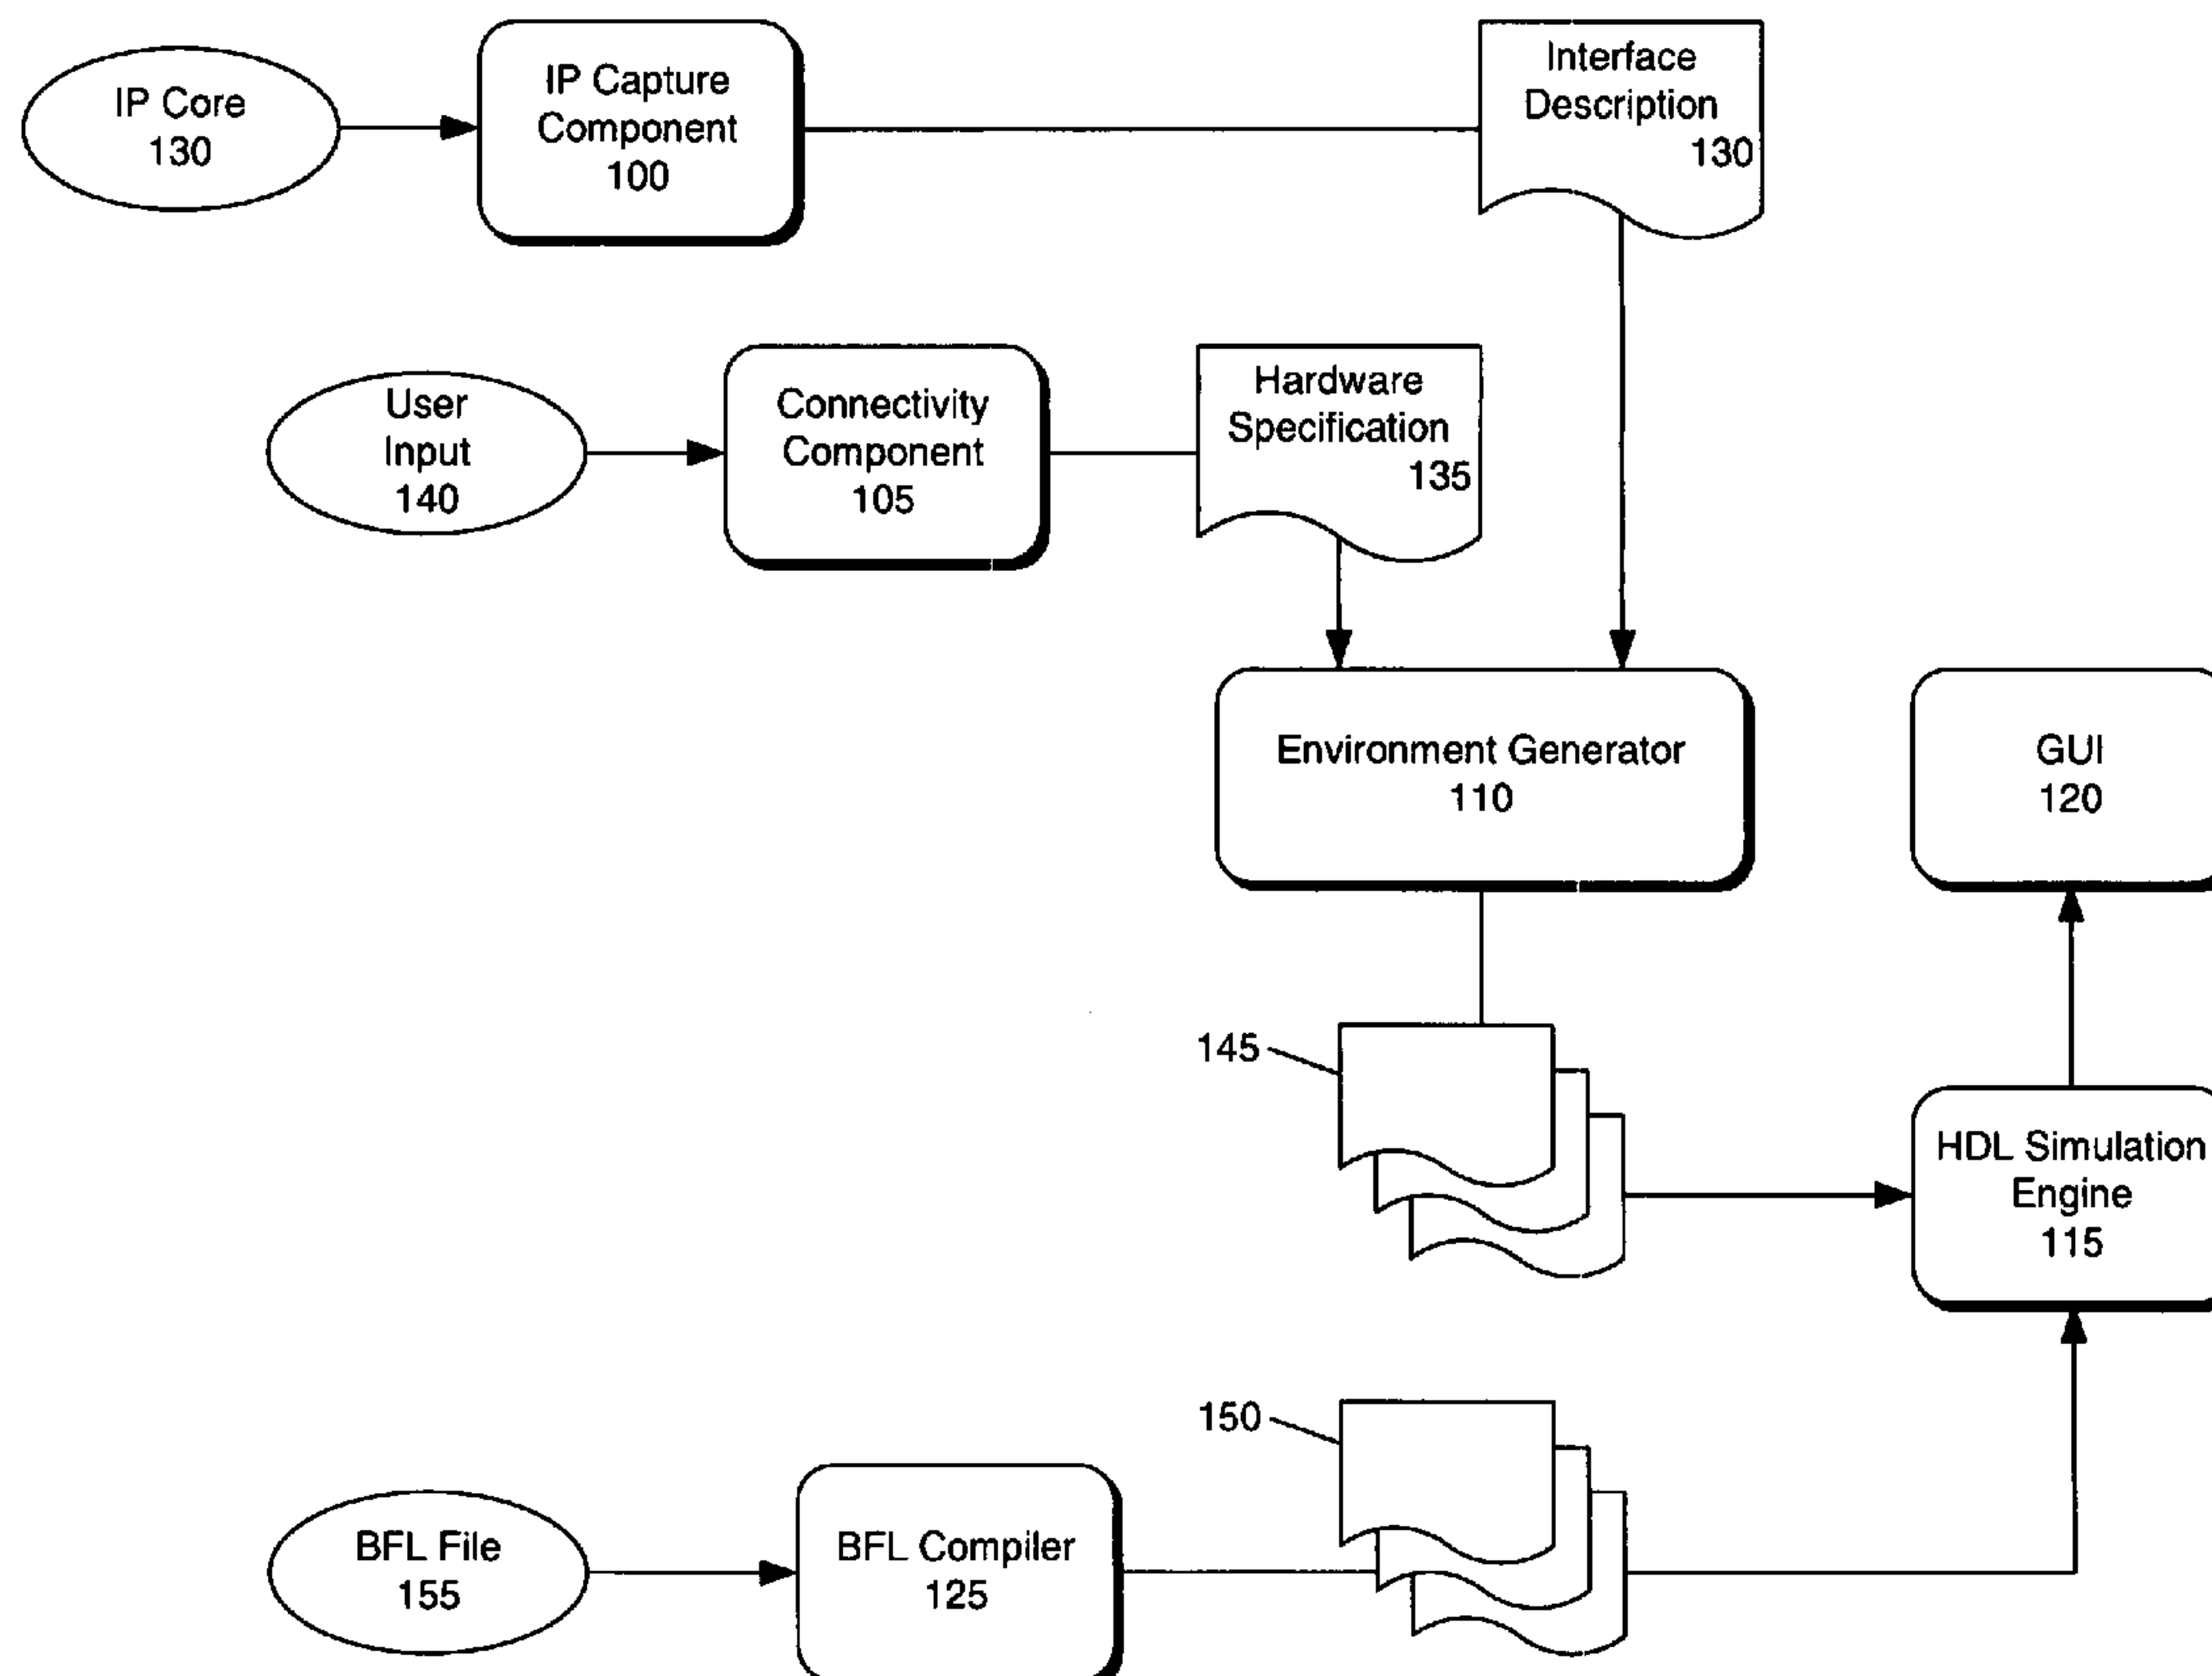 IP Core
130
IP Capture
Component
100
Interface
Description
130
User
Input
140
Connectivity
Component
105
Hardware
Specification
135
Environment Generator
110
GUI
120
145
HDL Simulation
Engine
115
150
BFL File
155
BFL Compiler
125